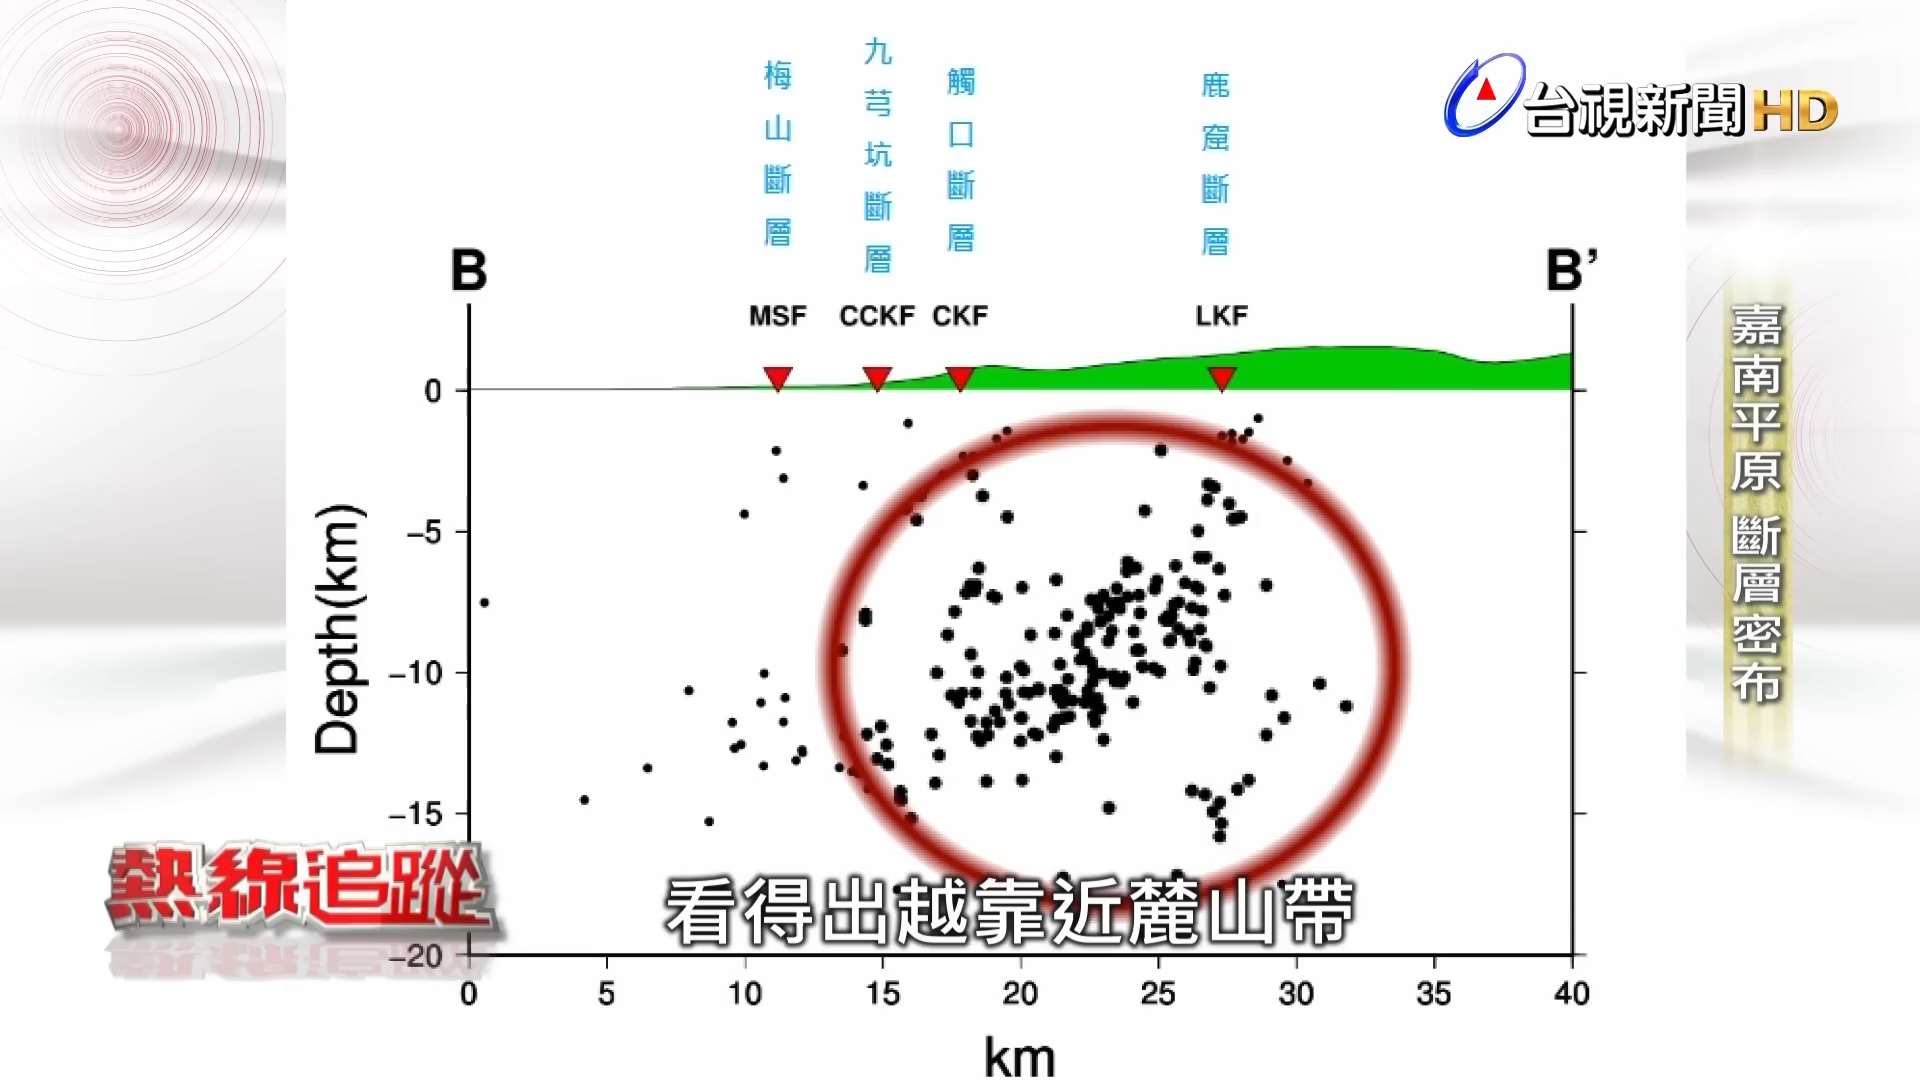 梅山斷層
九芎坑斷層
觸口斷層
鹿窟斷層
台視新聞HD
B
B’
MSF
CCKF
CKF
LKF
嘉南平原 斷層密布
0
−5
−10
−15
−20
Depth(km)
熱線追蹤
看得出越靠近麓山帶
0
5
10
15
20
25
30
35
40
km